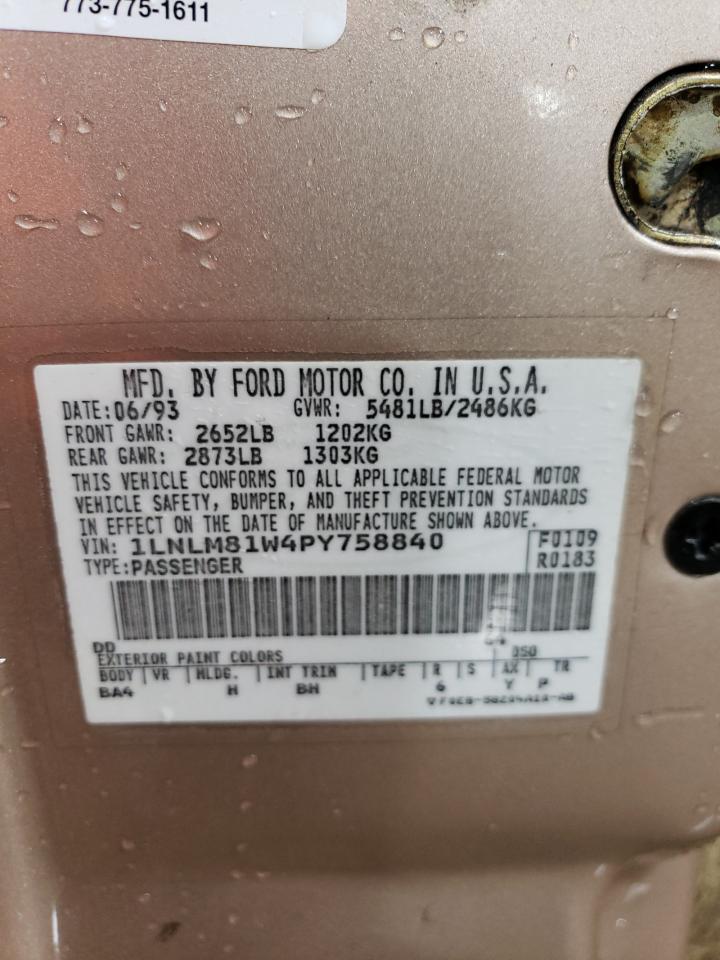 773-775-1611
MFD. BY FORD MOTOR CO. IN U.S.A.
DATE:06/93 GVWR: 5481LB/2486KG
FRONT GAWR: 2652LB 1202KG
REAR GAWR: 2873LB 1303KG
THIS VEHICLE CONFORMS TO ALL APPLICABLE FEDERAL MOTOR
VEHICLE SAFETY, BUMPER, AND THEFT PREVENTION STANDARDS
IN EFFECT ON THE DATE OF MANUFACTURE SHOWN ABOVE.
VIN: 1LNLM81W4PY758840 F0109
TYPE:PASSENGER R0183
DD
EXTERIOR PAINT COLORS DSO
BODY VR MLDG. INT TRIM TAPE R S AX TR
BA4 H BH 6 Y P